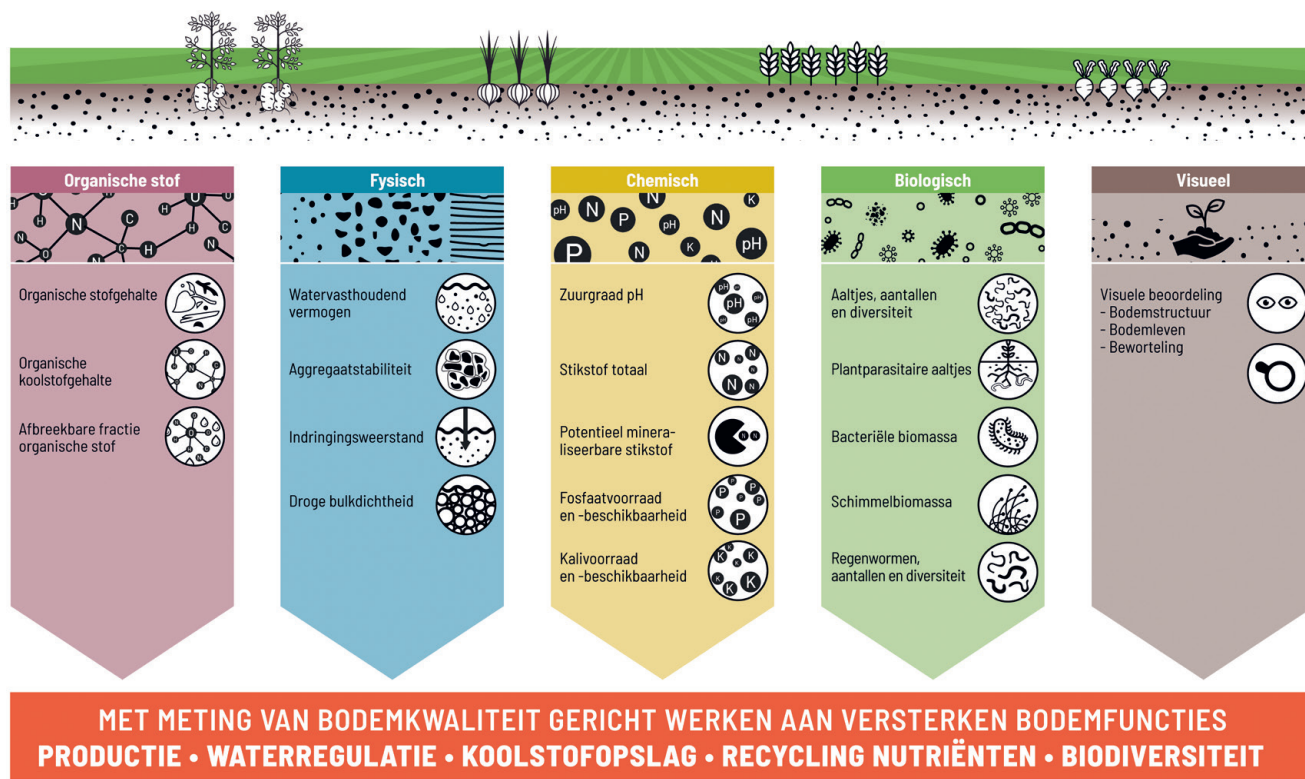 Organische stof
Organische stofgehalte
Organische
koolstofgehalte
Afbreekbare fractie
organische stof
Fysisch
Watervasthoudend
vermogen
Aggregaatstabiliteit
Indringingsweerstand
Droge bulkdichtheid
Chemisch
Zuurgraad pH
Stikstof totaal
Potentieel minera-
liseerbare stikstof
Fosfaatvoorraad
en -beschikbaarheid
Kalivoorraad
en -beschikbaarheid
Biologisch
Aaltjes, aantallen
en diversiteit
Plantparasitaire aaltjes
Bacteriële biomassa
Schimmelbiomassa
Regenwormen,
aantallen en diversiteit
Visueel
Visuele beoordeling
- Bodemstructuur
- Bodemleven
- Beworteling
MET METING VAN BODEMKWALITEIT GERICHT WERKEN AAN VERSTERKEN BODEMFUNCTIES
PRODUCTIE • WATERREGULATIE • KOOLSTOFOPSLAG • RECYCLING NUTRIËNTEN • BIODIVERSITEIT